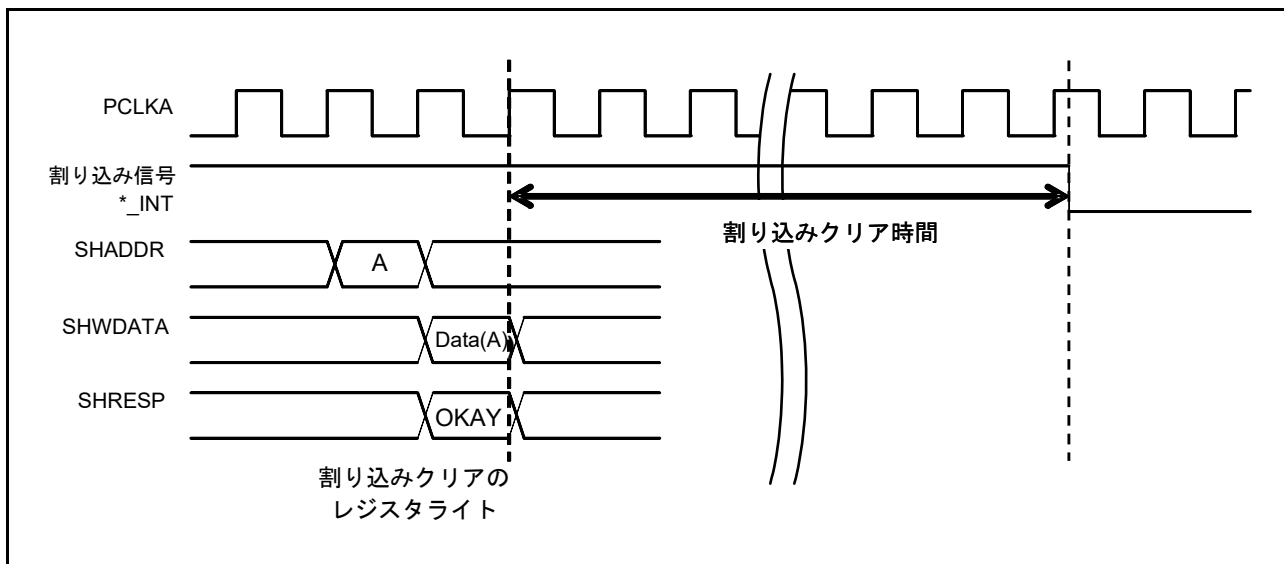 PCLKA
割り込み信号
*_INT
割り込みクリア時間
SHADDR
A
SHWDATA
Data(A)
SHRESP
OKAY
割り込みクリアの
レジスタライト